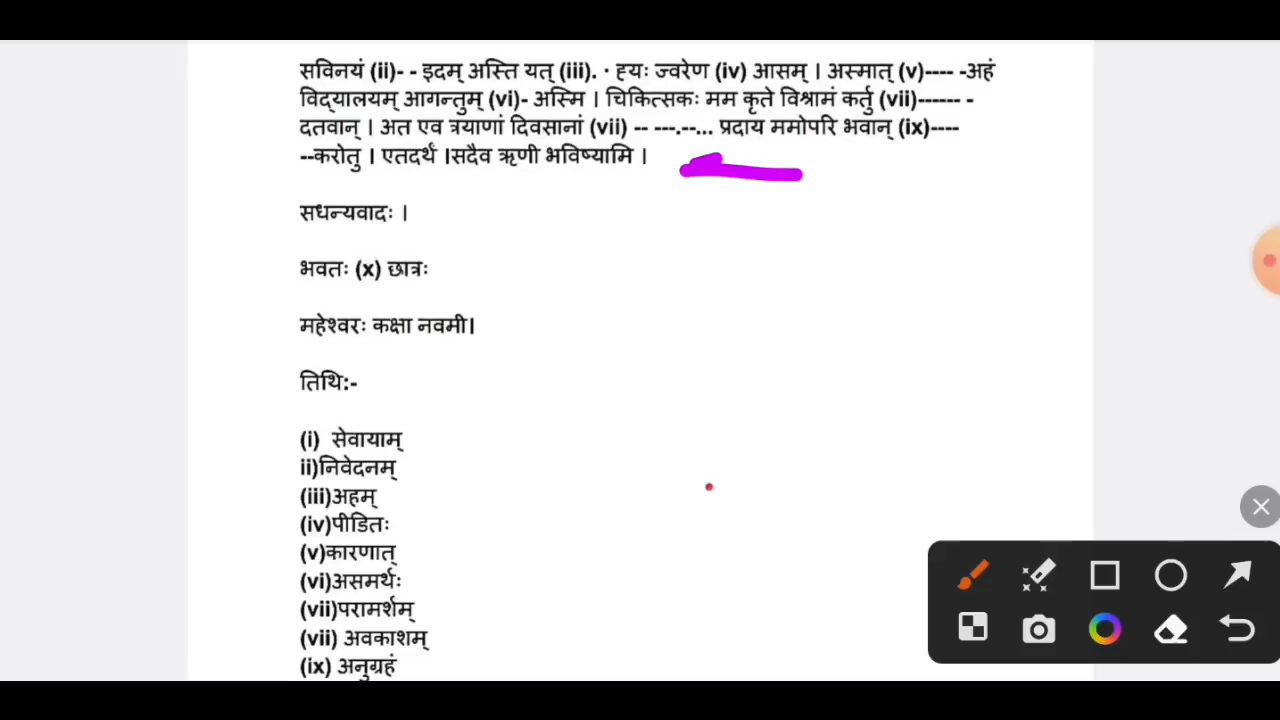 सविनयं (ii)- - इदम् अस्ति यत् (iii). · ह्यः ज्वरेण (iv) आसम् । अस्मात् (v)---- -अहं
विद्यालयम् आगन्तुम् (vi)- अस्मि । चिकित्सकः मम कृते विश्रामं कर्तु (vii)------ -
दतवान् । अत एव त्रयाणां दिवसानां (vii) -- ---.--... प्रदाय ममोपरि भवान् (ix)----
--करोतु । एतदर्थं ।सदैव ऋणी भविष्यामि ।
सधन्यवादः ।
भवतः (x) छात्रः
महेश्वरः कक्षा नवमी।
तिथि:-
(i) सेवायाम्
ii)निवेदनम्
(iii)अहम्
(iv)पीडितः
(v)कारणात्
(vi)असमर्थः
(vii)परामर्शम्
(vii) अवकाशम्
(ix) अनुग्रहं